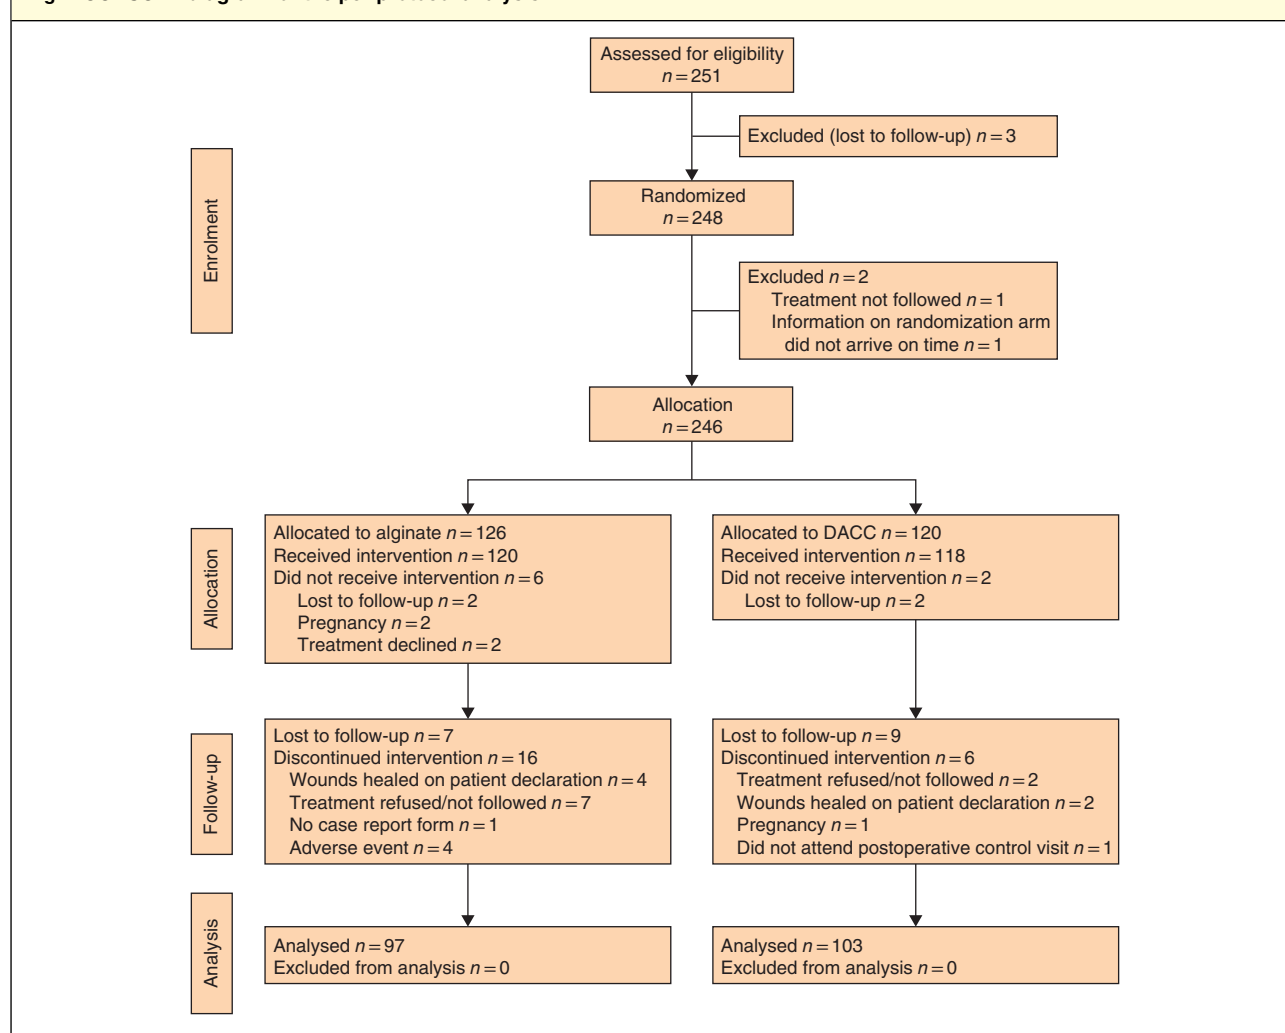 Assessed for eligibility
n = 251
Excluded (lost to follow-up) n = 3
Enrolment
Randomized
n = 248
Excluded n = 2
Treatment not followed n = 1
Information on randomization arm
did not arrive on time n = 1
Allocation
n = 246
Allocation
Allocated to alginate n = 126
Received intervention n = 120
Did not receive intervention n = 6
Lost to follow-up n = 2
Pregnancy n = 2
Treatment declined n = 2
Allocated to DACC n = 120
Received intervention n = 118
Did not receive intervention n = 2
Lost to follow-up n = 2
Follow-up
Lost to follow-up n = 7
Discontinued intervention n = 16
Wounds healed on patient declaration n = 4
Treatment refused/not followed n = 7
No case report form n = 1
Adverse event n = 4
Lost to follow-up n = 9
Discontinued intervention n = 6
Treatment refused/not followed n = 2
Wounds healed on patient declaration n = 2
Pregnancy n = 1
Did not attend postoperative control visit n = 1
Analysis
Analysed n = 97
Excluded from analysis n = 0
Analysed n = 103
Excluded from analysis n = 0